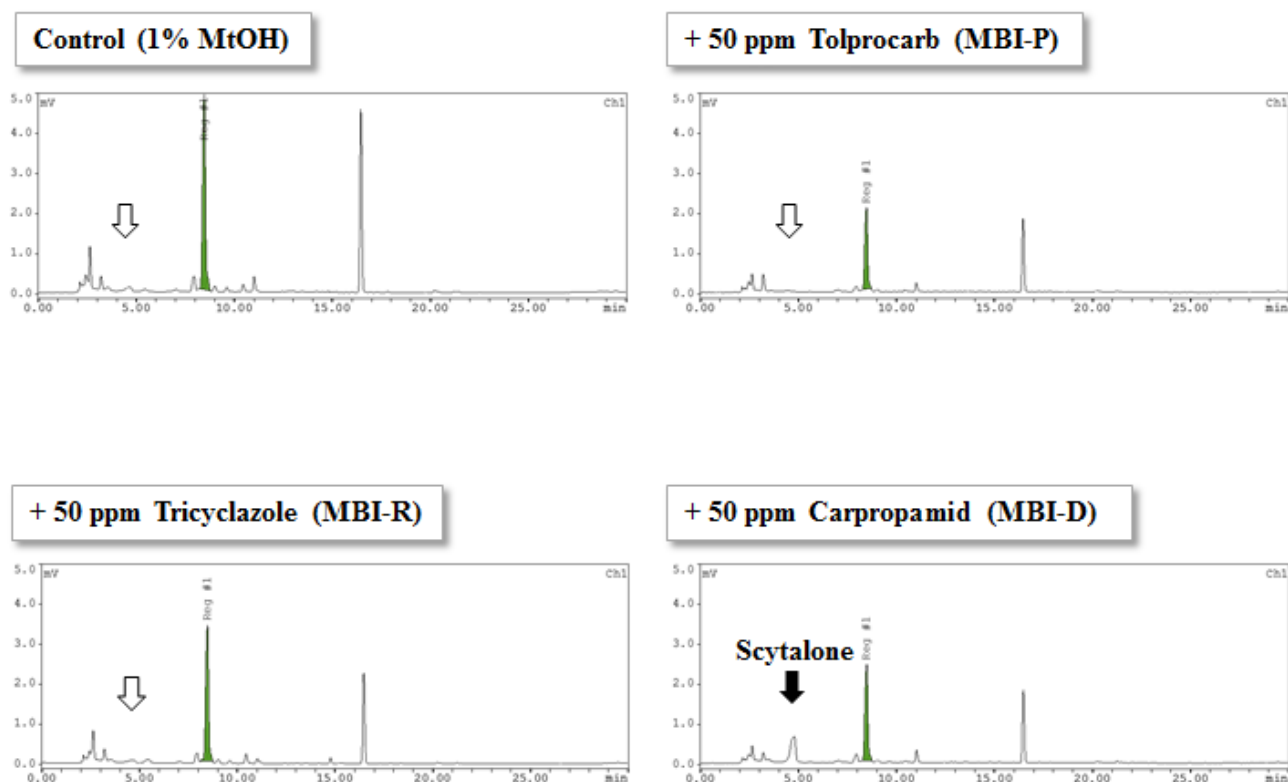 Control (1% MtOH)
+ 50 ppm Tolprocarb (MBI-P)
5.0 mV Ch1
4.0
3.0
2.0
1.0
0.0
Reg #1
0.00 5.00 10.00 15.00 20.00 25.00 min
5.0 mV Ch1
4.0
3.0
2.0
1.0
0.0
Reg #1
0.00 5.00 10.00 15.00 20.00 25.00 min
+ 50 ppm Tricyclazole (MBI-R)
+ 50 ppm Carpropamid (MBI-D)
5.0 mV Ch1
4.0
3.0
2.0
1.0
0.0
Reg #1
0.00 5.00 10.00 15.00 20.00 25.00 min
5.0 mV Ch1
4.0
3.0
2.0
1.0
0.0
Reg #1
Scytalone
0.00 5.00 10.00 15.00 20.00 25.00 min